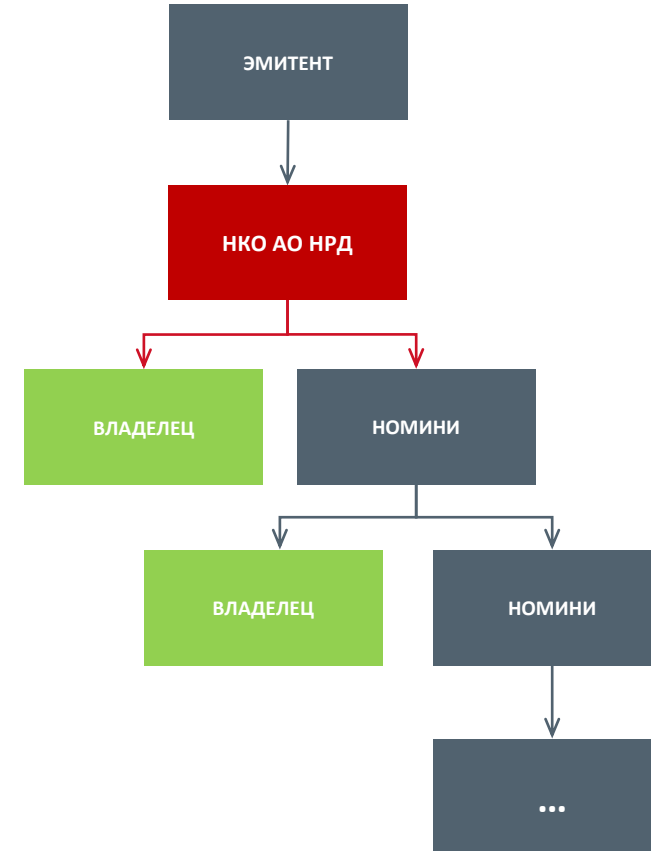 ЭМИТЕНТ
НКО АО НРД
ВЛАДЕЛЕЦ
НОМИНИ
ВЛАДЕЛЕЦ
НОМИНИ
...